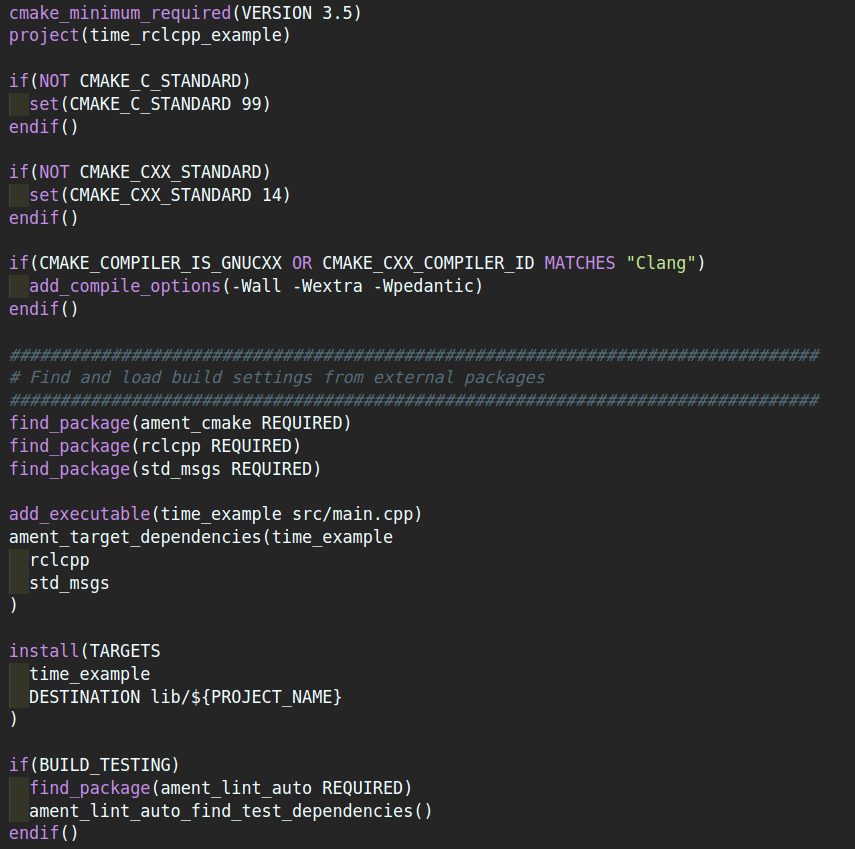 cmake_minimum_required(VERSION 3.5)
project(time_rclcpp_example)

if(NOT CMAKE_C_STANDARD)
  set(CMAKE_C_STANDARD 99)
endif()

if(NOT CMAKE_CXX_STANDARD)
  set(CMAKE_CXX_STANDARD 14)
endif()

if(CMAKE_COMPILER_IS_GNUCXX OR CMAKE_CXX_COMPILER_ID MATCHES "Clang")
  add_compile_options(-Wall -Wextra -Wpedantic)
endif()

################################################################################
# Find and load build settings from external packages
################################################################################
find_package(ament_cmake REQUIRED)
find_package(rclcpp REQUIRED)
find_package(std_msgs REQUIRED)

add_executable(time_example src/main.cpp)
ament_target_dependencies(time_example
  rclcpp
  std_msgs
)

install(TARGETS
  time_example
  DESTINATION lib/${PROJECT_NAME}
)

if(BUILD_TESTING)
  find_package(ament_lint_auto REQUIRED)
  ament_lint_auto_find_test_dependencies()
endif()